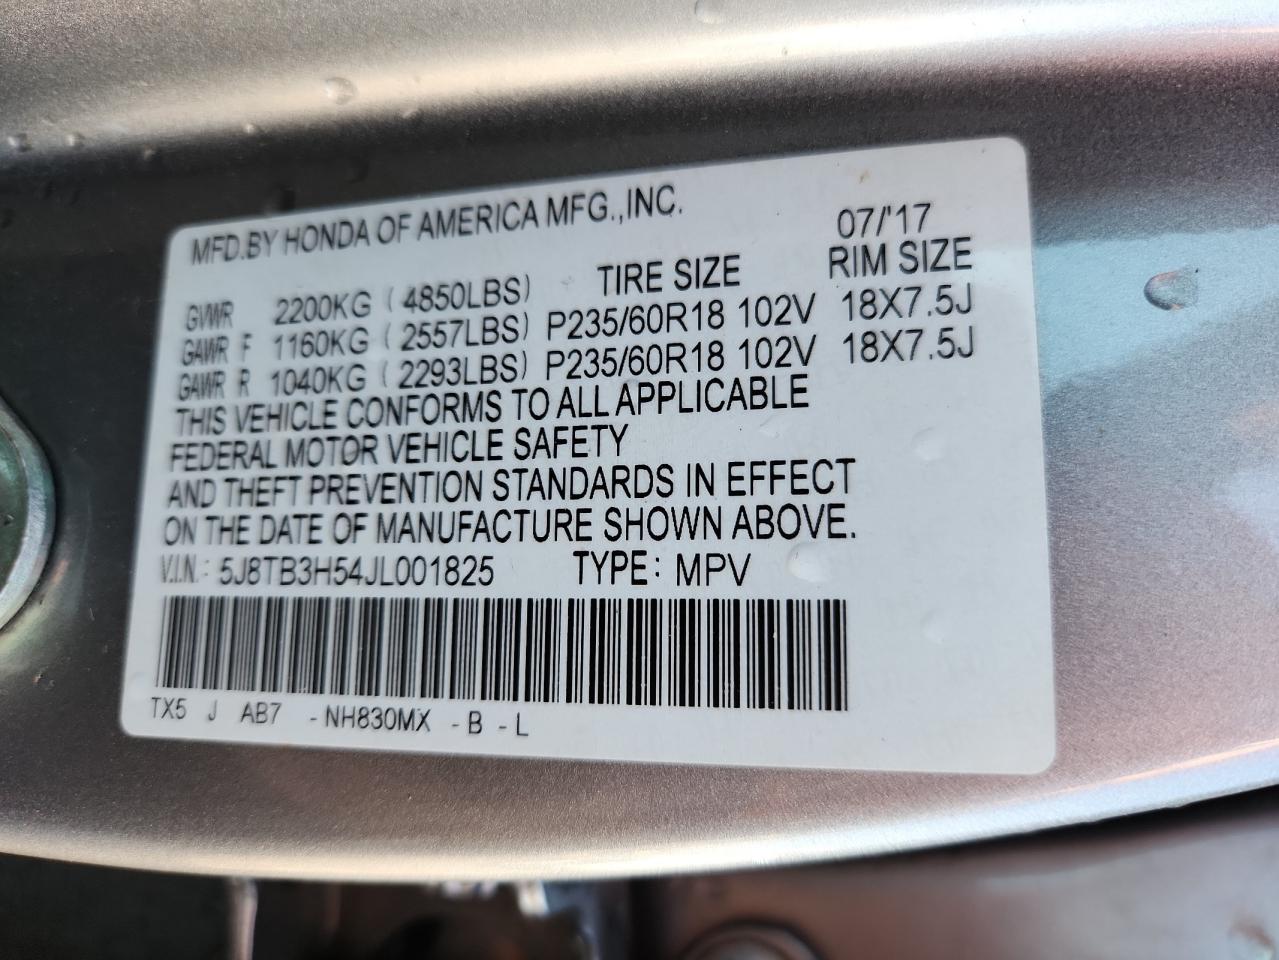 MFD.BY HONDA OF AMERICA MFG.,INC.
07/'17
TIRE SIZE RIM SIZE
GVWR 2200KG ( 4850LBS)
GAWR F 1160KG ( 2557LBS) P235/60R18 102V 18X7.5J
GAWR R 1040KG ( 2293LBS) P235/60R18 102V 18X7.5J
THIS VEHICLE CONFORMS TO ALL APPLICABLE
FEDERAL MOTOR VEHICLE SAFETY
AND THEFT PREVENTION STANDARDS IN EFFECT
ON THE DATE OF MANUFACTURE SHOWN ABOVE.
V.I.N.: 5J8TB3H54JL001825 TYPE: MPV
TX5 J AB7 -NH830MX -B -L